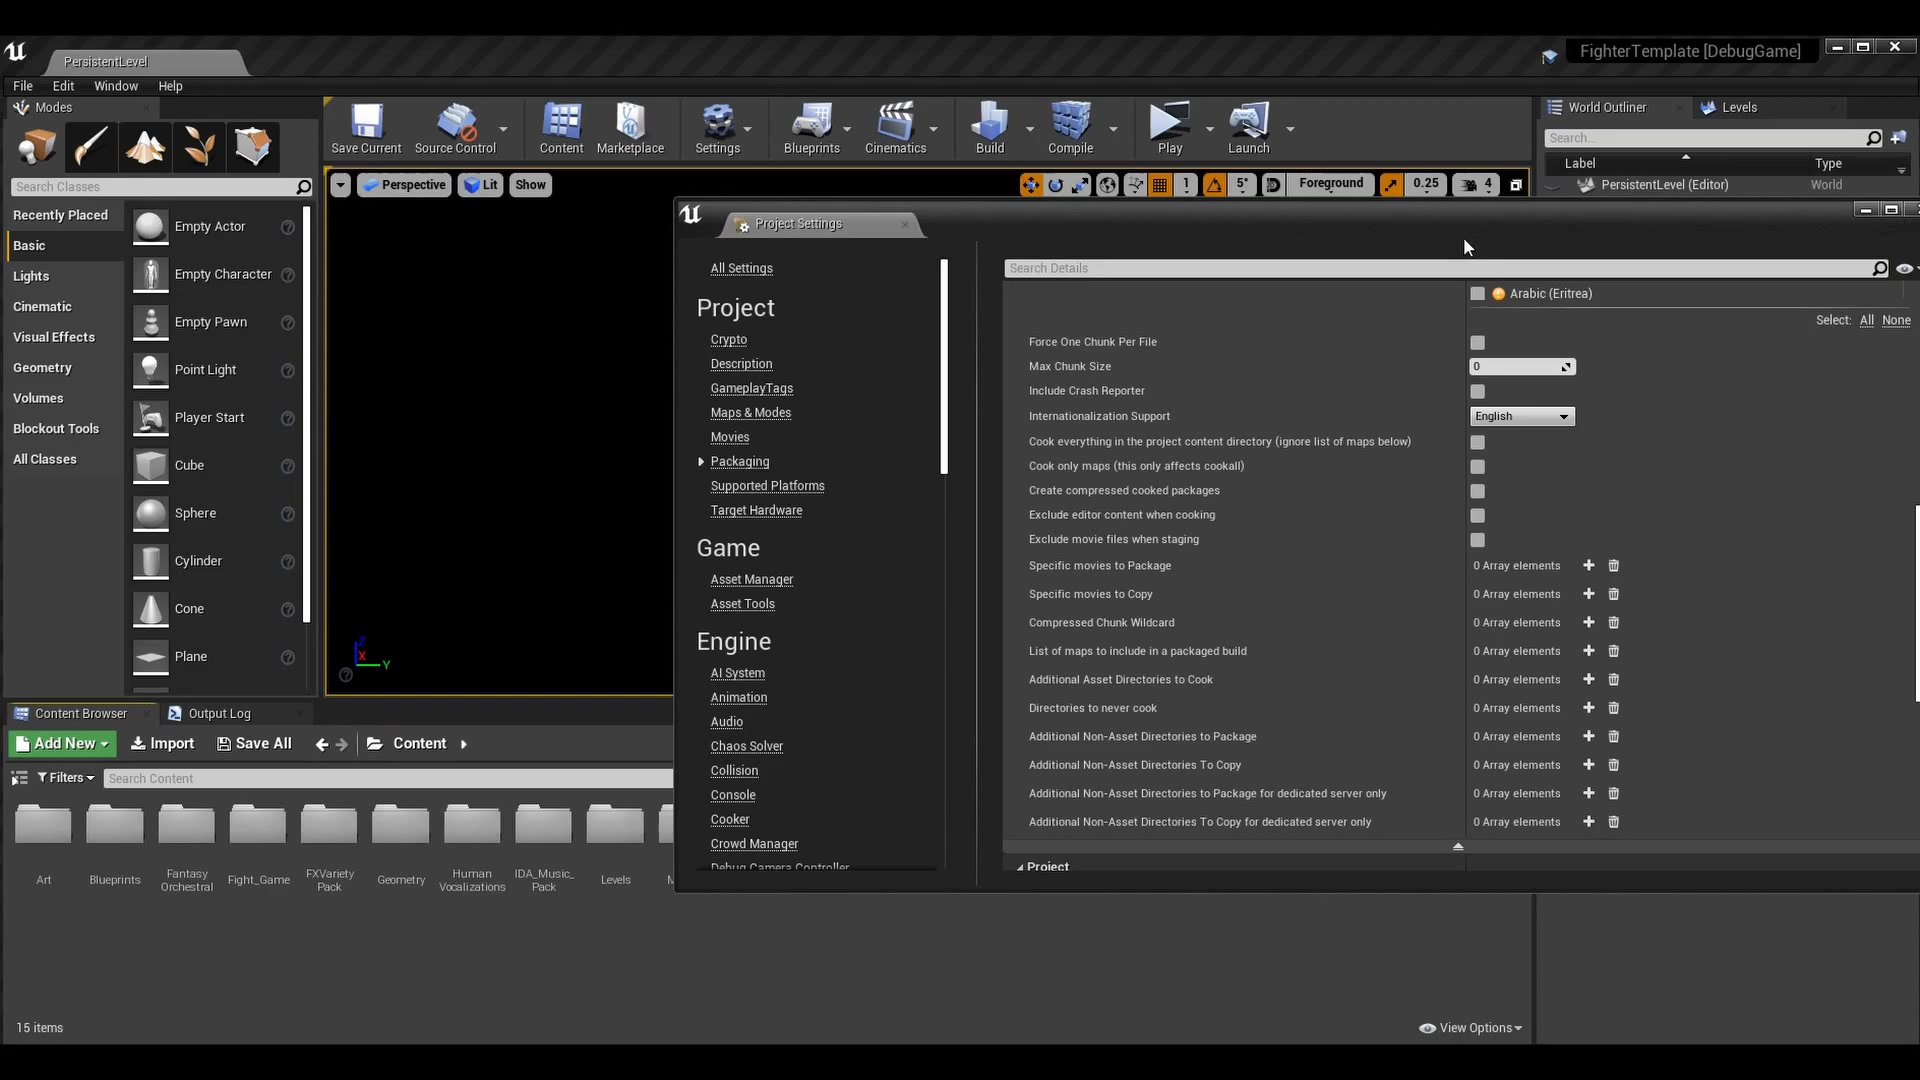 PersistentLevel
FighterTemplate [DebugGame]
File Edit Window Help
Modes
Save Current
Source Control
Content
Marketplace
Settings
Blueprints
Cinematics
Build
Compile
Play
Launch
World Outliner
Levels
Search...
Label
Type
PersistentLevel (Editor)
World
Search Classes
Recently Placed
Basic
Lights
Cinematic
Visual Effects
Geometry
Volumes
Blockout Tools
All Classes
Empty Actor
Empty Character
Empty Pawn
Point Light
Player Start
Cube
Sphere
Cylinder
Cone
Plane
Perspective
Lit
Show
1
5°
Foreground
0.25
4
Z
X
Y
Project Settings
All Settings
Project
Crypto
Description
GameplayTags
Maps & Modes
Movies
Packaging
Supported Platforms
Target Hardware
Game
Asset Manager
Asset Tools
Engine
AI System
Animation
Audio
Chaos Solver
Collision
Console
Cooker
Crowd Manager
Debug Camera Controller
Search Details
Arabic (Eritrea)
Select: All None
Force One Chunk Per File
Max Chunk Size 0
Include Crash Reporter
Internationalization Support English
Cook everything in the project content directory (ignore list of maps below)
Cook only maps (this only affects cookall)
Create compressed cooked packages
Exclude editor content when cooking
Exclude movie files when staging
Specific movies to Package 0 Array elements
Specific movies to Copy 0 Array elements
Compressed Chunk Wildcard 0 Array elements
List of maps to include in a packaged build 0 Array elements
Additional Asset Directories to Cook 0 Array elements
Directories to never cook 0 Array elements
Additional Non-Asset Directories to Package 0 Array elements
Additional Non-Asset Directories To Copy 0 Array elements
Additional Non-Asset Directories to Package for dedicated server only 0 Array elements
Additional Non-Asset Directories To Copy for dedicated server only 0 Array elements
Project
Content Browser
Output Log
Add New
Import
Save All
Content
Filters
Search Content
Art
Blueprints
Fantasy
Orchestral
Fight_Game
FXVariety
Pack
Geometry
Human
Vocalizations
IDA_Music_
Pack
Levels
15 items
View Options